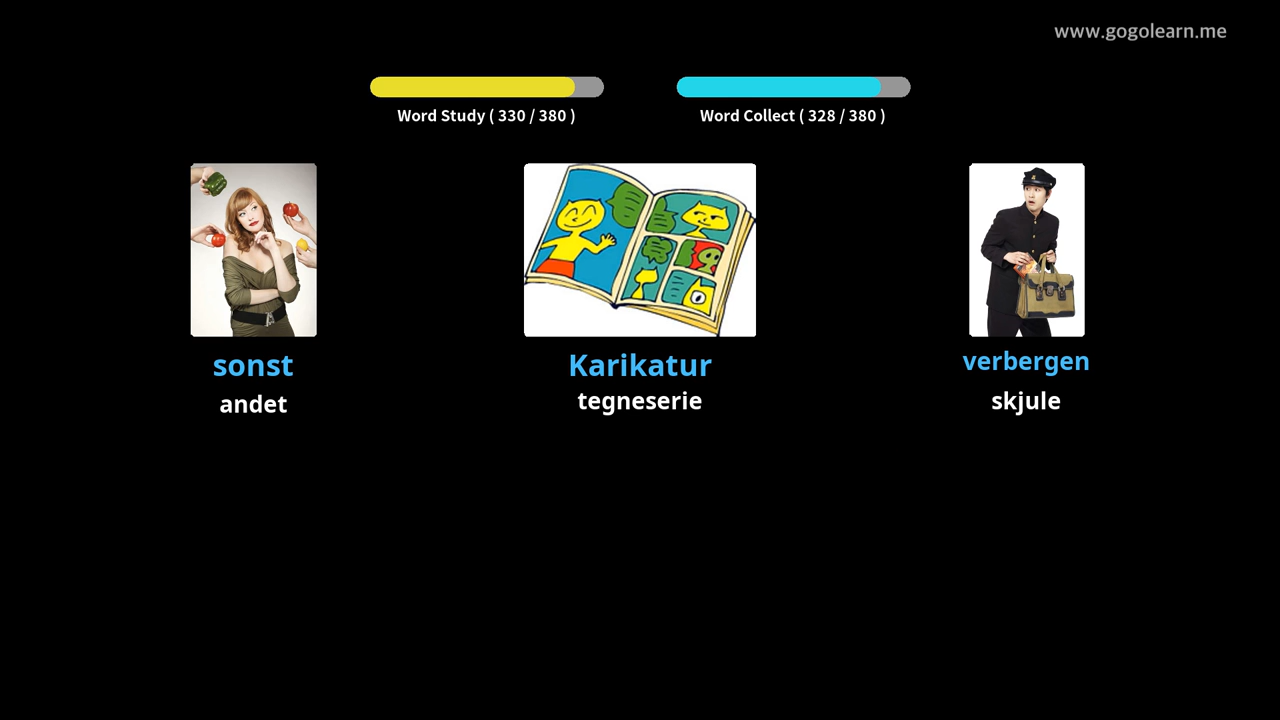 www.gogolearn.me
Word Study ( 330 / 380 )
Word Collect ( 328 / 380 )
sonst
andet
Karikatur
tegneserie
verbergen
skjule